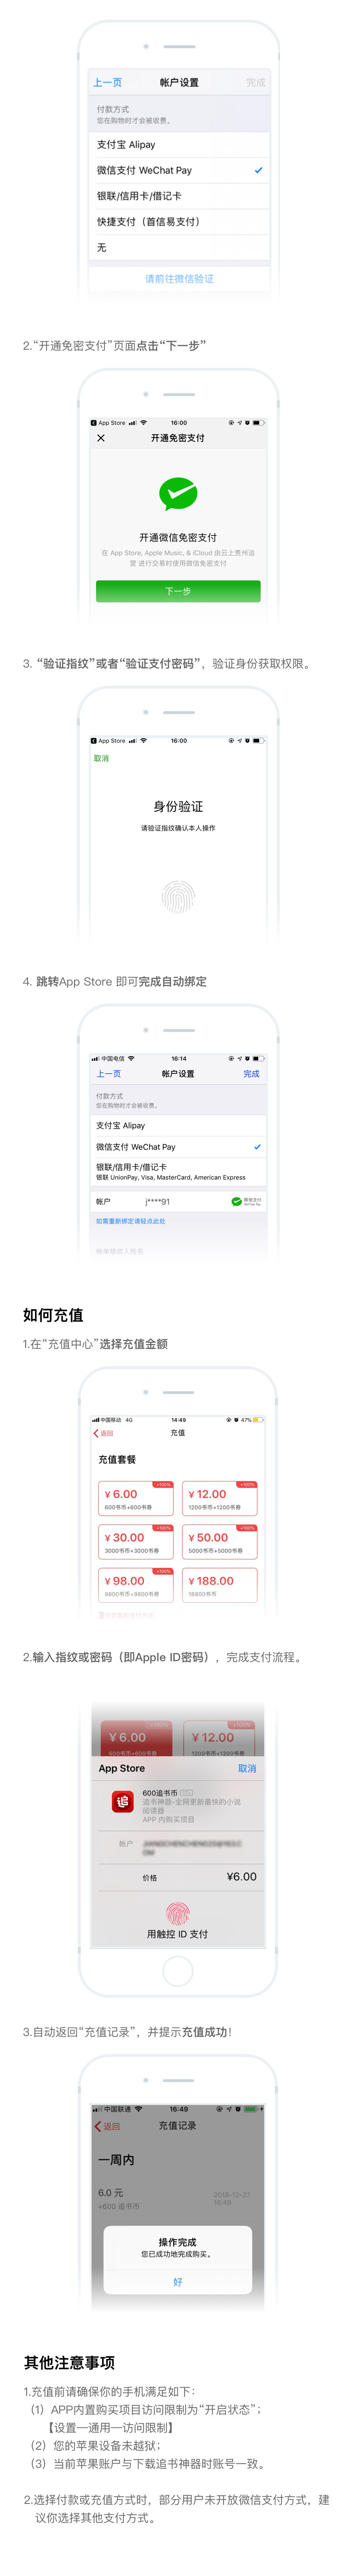 上一页 帐户设置 完成
付款方式
您在购物时才会被收费。
支付宝 Alipay
微信支付 WeChat Pay
银联/信用卡/借记卡
快捷支付（首信易支付）
无
请前往微信验证
2.“开通免密支付”页面点击“下一步”
App Store 16:00
开通免密支付
开通微信免密支付
在 App Store, Apple Music, & iCloud 由云上贵州运
营 进行交易时使用微信免密支付
下一步
3. “验证指纹”或者“验证支付密码”，验证身份获取权限。
App Store 16:00
取消
身份验证
请验证指纹确认本人操作
4. 跳转App Store 即可完成自动绑定
中国电信 16:14
上一页 帐户设置 完成
付款方式
您在购物时才会被收费。
支付宝 Alipay
微信支付 WeChat Pay
银联/信用卡/借记卡
银联 UnionPay, Visa, MasterCard, American Express
帐户 j****91 微信支付
WeChat Pay
如需重新绑定请轻点此处
如何充值
1.在“充值中心”选择充值金额
中国移动 4G 14:49 47%
返回 充值
充值套餐
+100% +100%
¥ 6.00 ¥ 12.00
600书币+600书券 1200书币+1200书券
+100% +100%
¥ 30.00 ¥ 50.00
3000书币+3000书券 5000书币+5000书券
+100%
¥ 98.00 ¥ 188.00
9800书币+9800书券 18800书币
2.输入指纹或密码（即Apple ID密码），完成支付流程。
+100% +100%
¥ 6.00 ¥ 12.00
600书币+600书券 1200书币+1200书券
App Store 取消
600追书币
追书神器-全网更新最快的小说
阅读器
APP 内购买项目
帐户
价格 ¥6.00
用触控 ID 支付
3.自动返回“充值记录”，并提示充值成功！
中国联通 16:49
返回 充值记录
一周内
6.0 元 2018-12-27
+600 追书币 16:49
操作完成
您已成功地完成购买。
好
其他注意事项
1.充值前请确保你的手机满足如下：
（1）APP内置购买项目访问限制为“开启状态”；
【设置—通用—访问限制】
（2）您的苹果设备未越狱；
（3）当前苹果账户与下载追书神器时账号一致。
2.选择付款或充值方式时，部分用户未开放微信支付方式，建
议你选择其他支付方式。